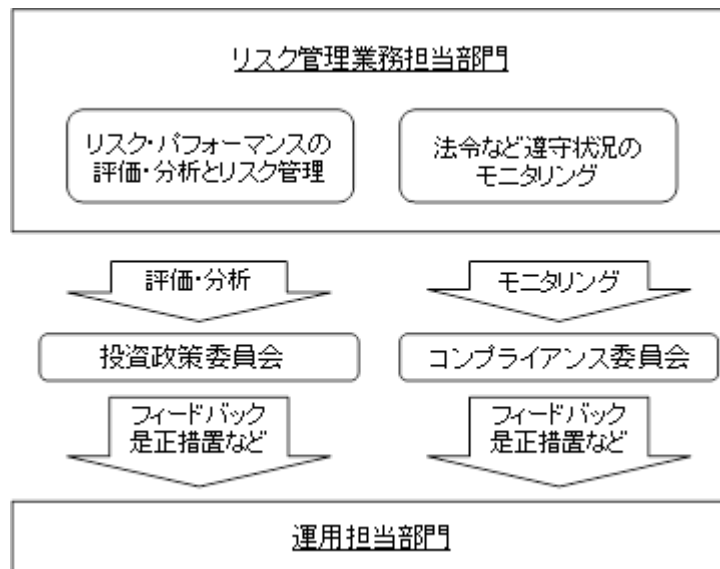 リスク管理業務担当部門
リスク・パフォーマンスの
評価・分析とリスク管理
法令など遵守状況の
モニタリング
評価・分析
モニタリング
投資政策委員会
コンプライアンス委員会
フィードバック
是正措置など
フィードバック
是正措置など
運用担当部門